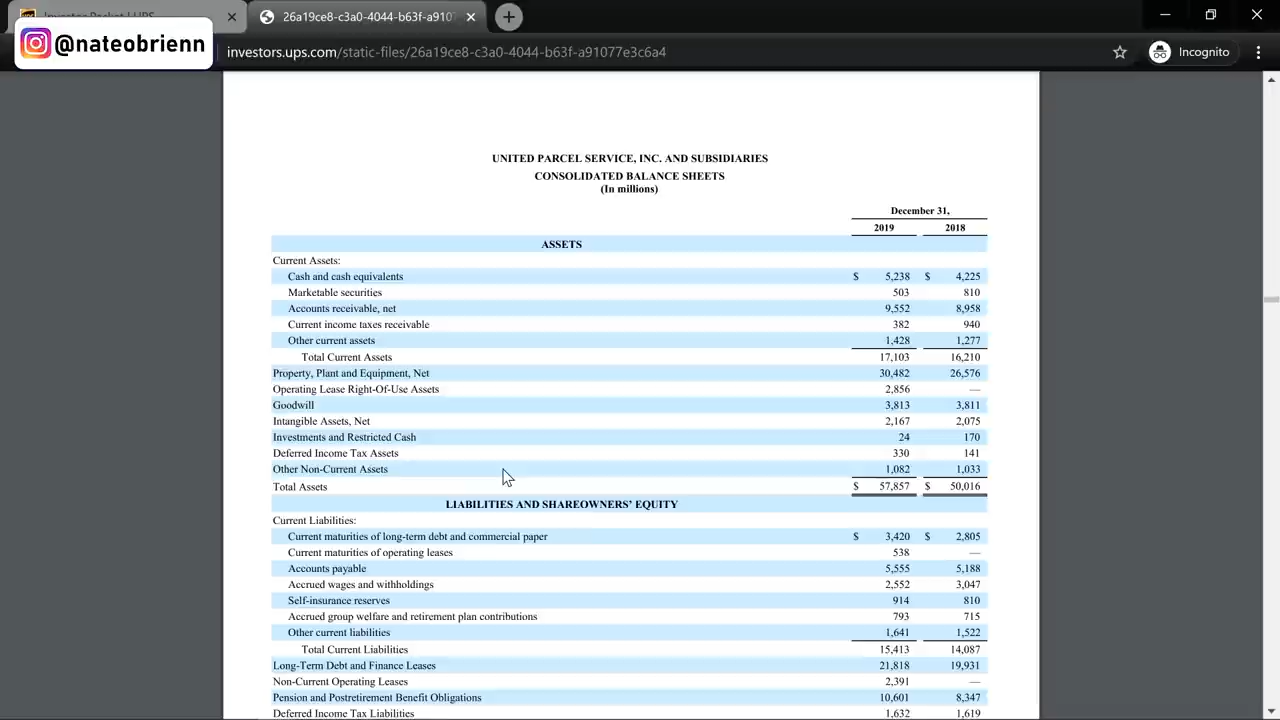 26a19ce8-c3a0-4044-b63f-a910
@nateobrienn
investors.ups.com/static-files/26a19ce8-c3a0-4044-b63f-a91077e3c6a4
Incognito
UNITED PARCEL SERVICE, INC. AND SUBSIDIARIES
CONSOLIDATED BALANCE SHEETS
(In millions)
December 31,
2019 2018
ASSETS
Current Assets:
Cash and cash equivalents $ 5,238 $ 4,225
Marketable securities 503 810
Accounts receivable, net 9,552 8,958
Current income taxes receivable 382 940
Other current assets 1,428 1,277
Total Current Assets 17,103 16,210
Property, Plant and Equipment, Net 30,482 26,576
Operating Lease Right-Of-Use Assets 2,856 —
Goodwill 3,813 3,811
Intangible Assets, Net 2,167 2,075
Investments and Restricted Cash 24 170
Deferred Income Tax Assets 330 141
Other Non-Current Assets 1,082 1,033
Total Assets $ 57,857 $ 50,016
LIABILITIES AND SHAREOWNERS’ EQUITY
Current Liabilities:
Current maturities of long-term debt and commercial paper $ 3,420 $ 2,805
Current maturities of operating leases 538 —
Accounts payable 5,555 5,188
Accrued wages and withholdings 2,552 3,047
Self-insurance reserves 914 810
Accrued group welfare and retirement plan contributions 793 715
Other current liabilities 1,641 1,522
Total Current Liabilities 15,413 14,087
Long-Term Debt and Finance Leases 21,818 19,931
Non-Current Operating Leases 2,391 —
Pension and Postretirement Benefit Obligations 10,601 8,347
Deferred Income Tax Liabilities 1,632 1,619